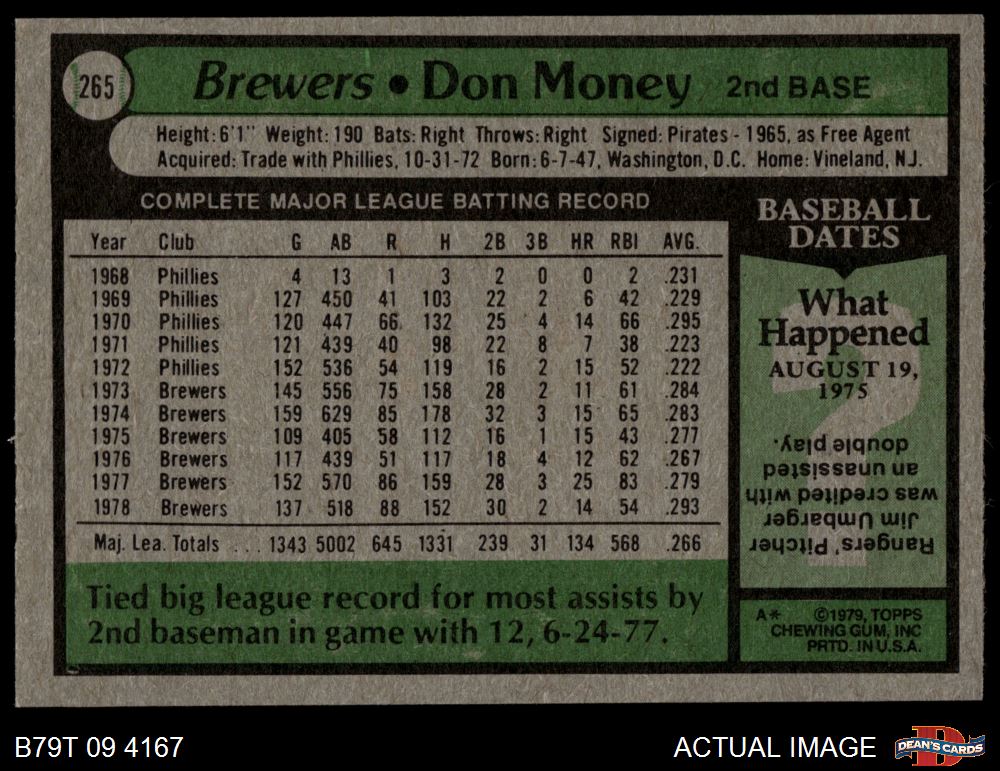 265
Brewers • Don Money 2nd BASE
Height: 6'1" Weight: 190 Bats: Right Throws: Right Signed: Pirates - 1965, as Free Agent
Acquired: Trade with Phillies, 10-31-72 Born: 6-7-47, Washington, D.C. Home: Vineland, N.J.
COMPLETE MAJOR LEAGUE BATTING RECORD
Year Club G AB R H 2B 3B HR RBI AVG.
1968 Phillies 4 13 1 3 2 0 0 2 .231
1969 Phillies 127 450 41 103 22 2 6 42 .229
1970 Phillies 120 447 66 132 25 4 14 66 .295
1971 Phillies 121 439 40 98 22 8 7 38 .223
1972 Phillies 152 536 54 119 16 2 15 52 .222
1973 Brewers 145 556 75 158 28 2 11 61 .284
1974 Brewers 159 629 85 178 32 3 15 65 .283
1975 Brewers 109 405 58 112 16 1 15 43 .277
1976 Brewers 117 439 51 117 18 4 12 62 .267
1977 Brewers 152 570 86 159 28 3 25 83 .279
1978 Brewers 137 518 88 152 30 2 14 54 .293
Maj. Lea. Totals ... 1343 5002 645 1331 239 31 134 568 .266
Tied big league record for most assists by
2nd baseman in game with 12, 6-24-77.
BASEBALL
DATES
What
Happened
AUGUST 19,
1975
Rangers' Pitcher
Jim Umbarger
was credited with
an unassisted
double play.
A* ©1979, TOPPS
CHEWING GUM, INC
PRTD. IN U.S.A.
B79T 09 4167
ACTUAL IMAGE
D
DEAN'S CARDS